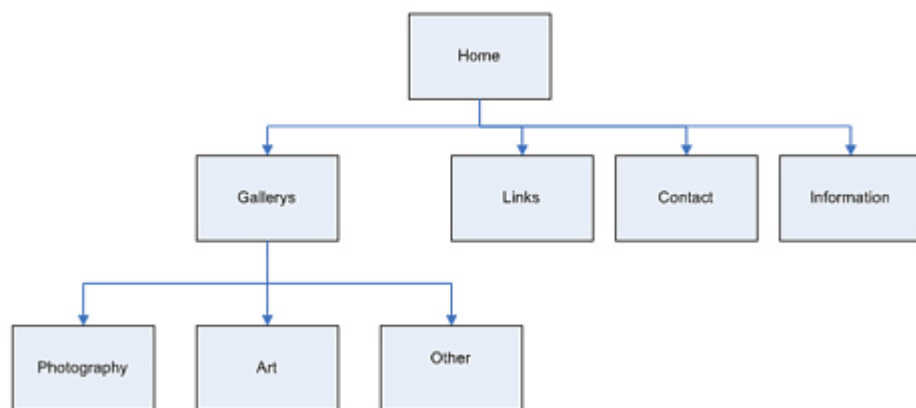 Home
Gallerys
Links
Contact
Information
Photography
Art
Other